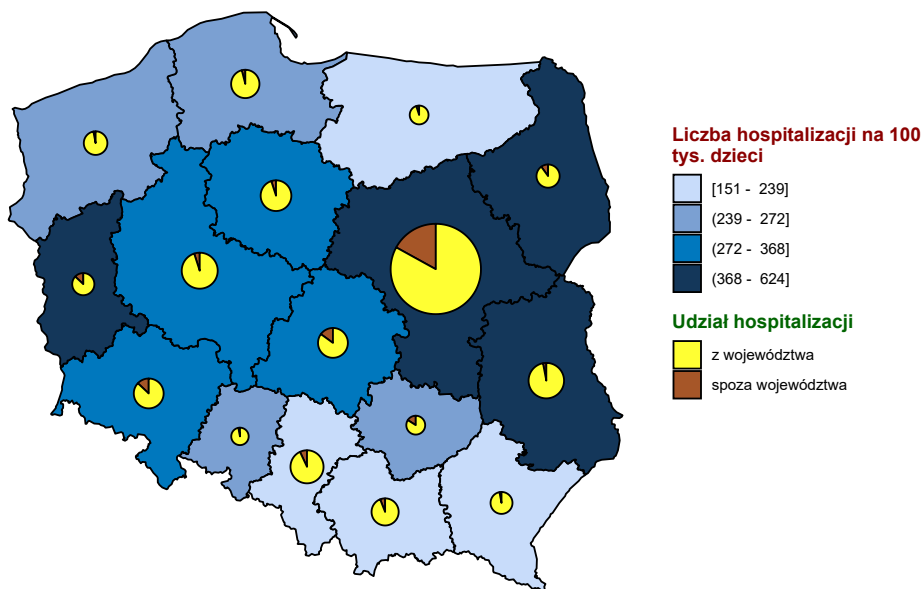 Liczba hospitalizacji na 100
tys. dzieci
[151 - 239]
(239 - 272]
(272 - 368]
(368 - 624]
Udział hospitalizacji
z województwa
spoza województwa